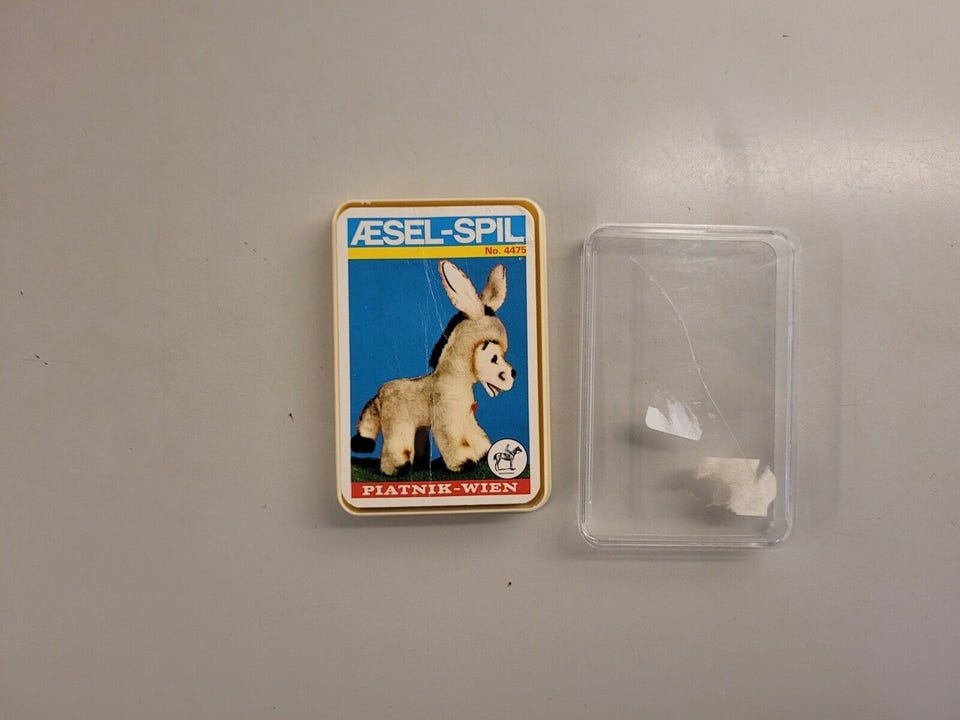 ÆSEL-SPIL
No. 4475
PIATNIK-WIEN